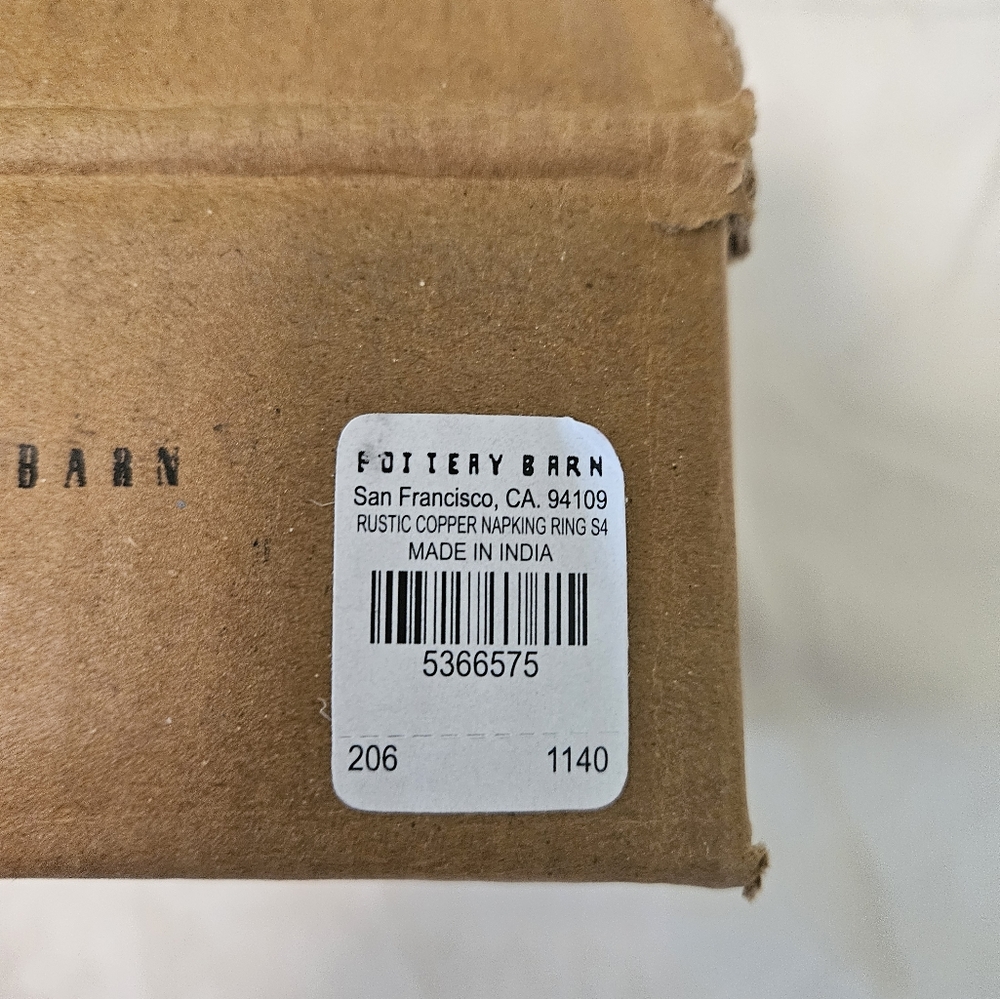 BARN
POTTERY BARN
San Francisco, CA. 94109
RUSTIC COPPER NAPKING RING S4
MADE IN INDIA
5366575
206 1140